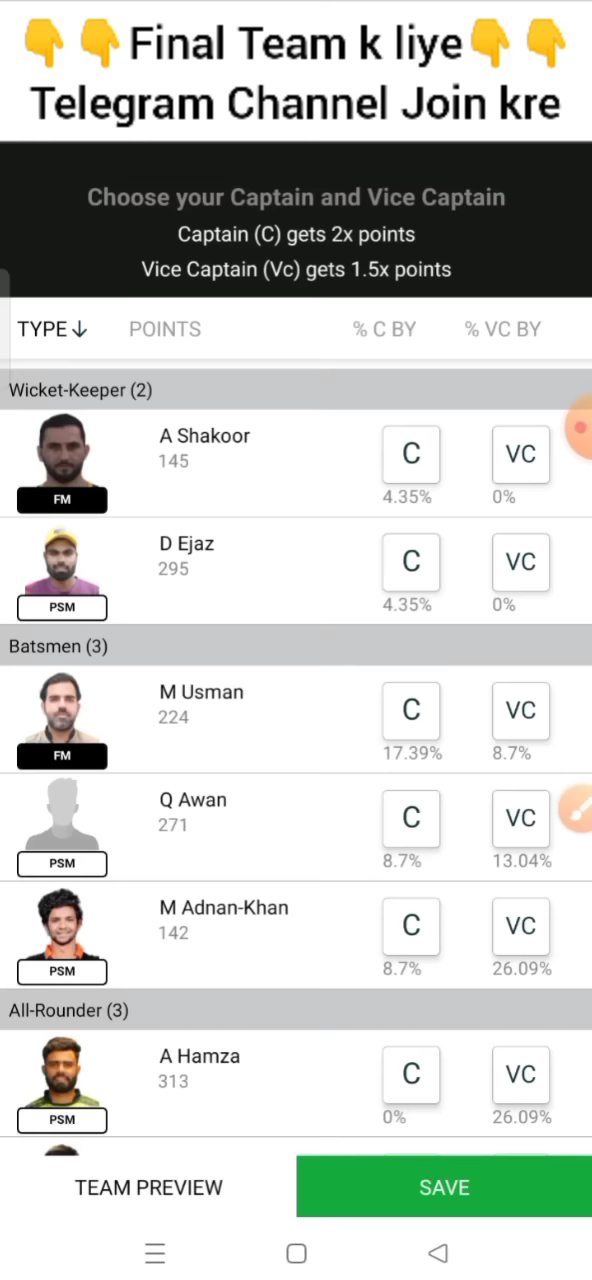 👇👇Final Team k liye👇👇
Telegram Channel Join kre
Choose your Captain and Vice Captain
Captain (C) gets 2x points
Vice Captain (Vc) gets 1.5x points
TYPE↓ POINTS % C BY % VC BY
Wicket-Keeper (2)
A Shakoor
145
C VC
FM
4.35% 0%
D Ejaz
295
C VC
PSM
4.35% 0%
Batsmen (3)
M Usman
224
C VC
FM
17.39% 8.7%
Q Awan
271
C VC
PSM
8.7% 13.04%
M Adnan-Khan
142
C VC
PSM
8.7% 26.09%
All-Rounder (3)
A Hamza
313
C VC
PSM
0% 26.09%
TEAM PREVIEW SAVE